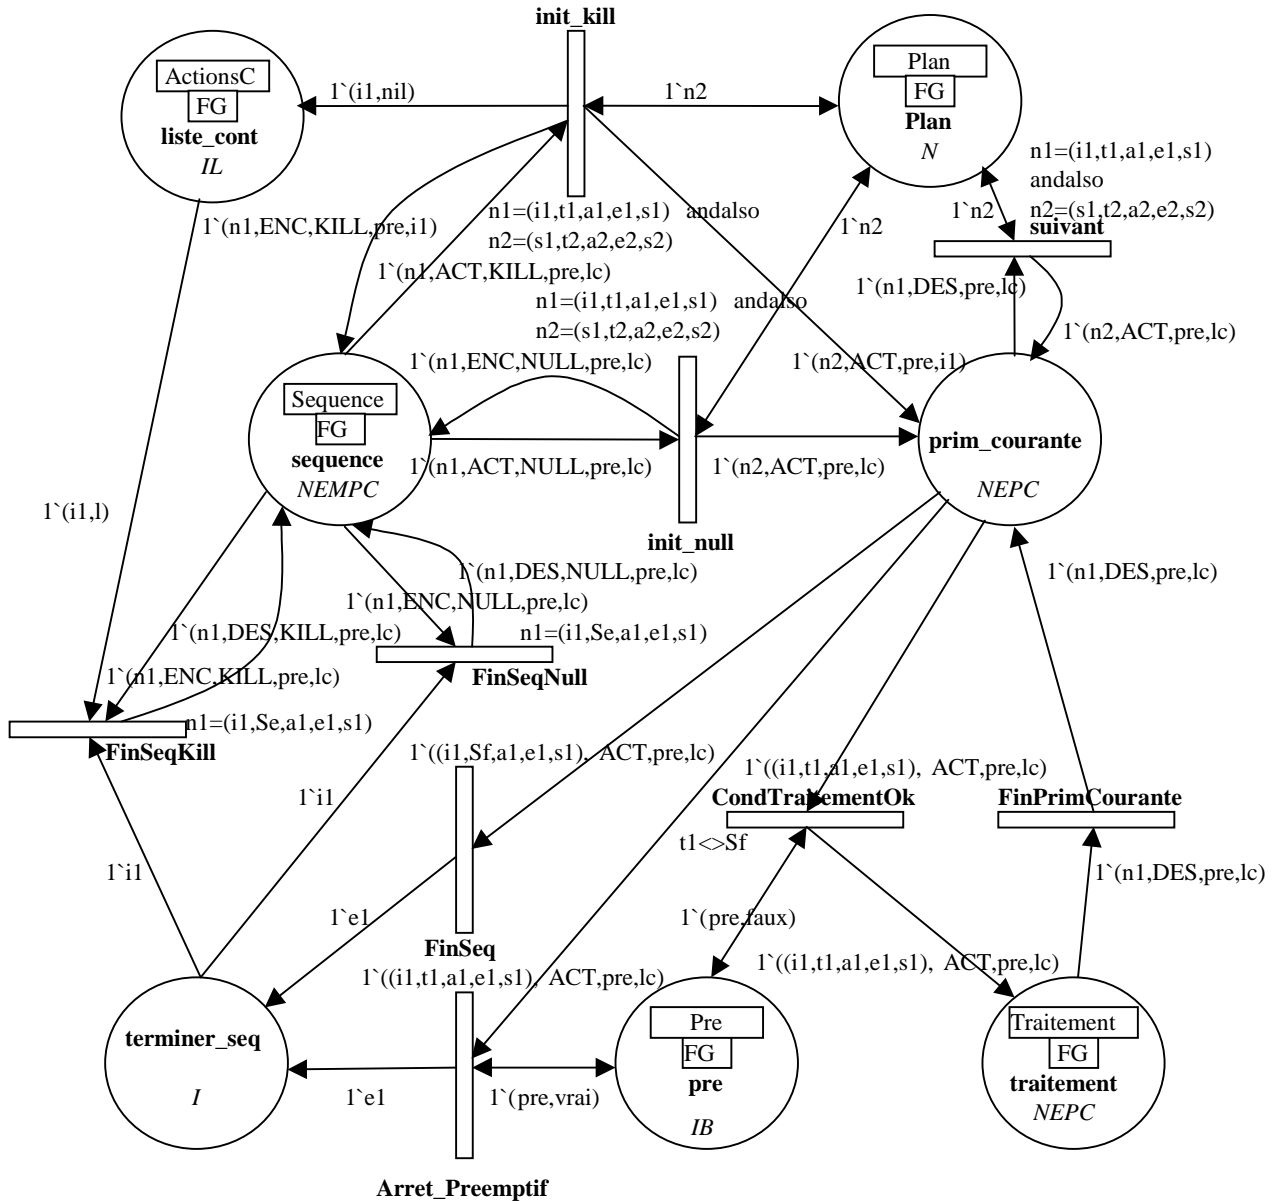 init_kill
ActionsC
FG
liste_cont
IL
1`(i1,nil)
1`n2
Plan
FG
Plan
N
n1=(i1,t1,a1,e1,s1)
andalso
n2=(s1,t2,a2,e2,s2)
1`n2
suivant
1`(n1,ENC,KILL,pre,i1)
n1=(i1,t1,a1,e1,s1) andalso
n2=(s1,t2,a2,e2,s2)
1`n2
1`(n1,ACT,KILL,pre,lc)
1`(n1,DES,pre,lc)
n1=(i1,t1,a1,e1,s1) andalso
n2=(s1,t2,a2,e2,s2)
1`(n2,ACT,pre,lc)
1`(n1,ENC,NULL,pre,lc)
1`(n2,ACT,pre,i1)
Sequence
FG
sequence
NEMPC
1`(n1,ACT,NULL,pre,lc)
1`(n2,ACT,pre,lc)
prim_courante
NEPC
1`(i1,l)
init_null
1`(n1,DES,NULL,pre,lc)
1`(n1,DES,pre,lc)
1`(n1,ENC,NULL,pre,lc)
1`(n1,DES,KILL,pre,lc)
n1=(i1,Se,a1,e1,s1)
1`(n1,ENC,KILL,pre,lc)
FinSeqNull
n1=(i1,Se,a1,e1,s1)
FinSeqKill
1`((i1,Sf,a1,e1,s1), ACT,pre,lc)
1`((i1,t1,a1,e1,s1), ACT,pre,lc)
1`i1
CondTraitementOk
FinPrimCourante
t1<>Sf
1`i1
1`(n1,DES,pre,lc)
1`e1
1`(pre,faux)
FinSeq
1`((i1,t1,a1,e1,s1), ACT,pre,lc)
1`((i1,t1,a1,e1,s1), ACT,pre,lc)
terminer_seq
I
Pre
FG
pre
IB
Traitement
FG
traitement
NEPC
1`e1
1`(pre,vrai)
Arret_Preemptif